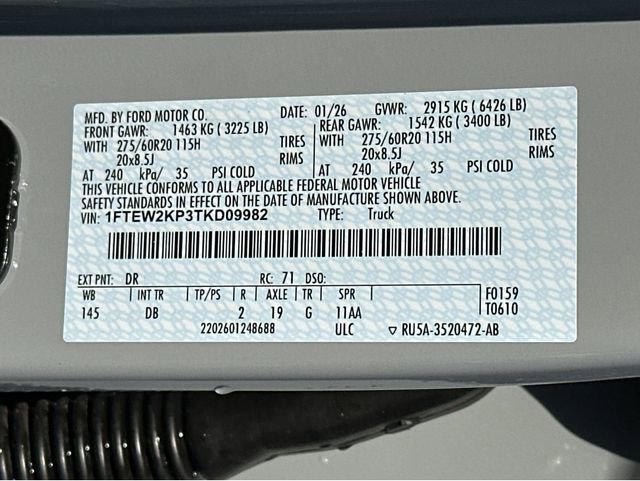 MFD. BY FORD MOTOR CO. DATE: 01/26 GVWR: 2915 KG ( 6426 LB)
FRONT GAWR: 1463 KG ( 3225 LB) REAR GAWR: 1542 KG ( 3400 LB)
WITH 275/60R20 115H TIRES WITH 275/60R20 115H TIRES
20x8.5J RIMS 20x8.5J RIMS
AT 240 kPa/ 35 PSI COLD AT 240 kPa/ 35 PSI COLD
THIS VEHICLE CONFORMS TO ALL APPLICABLE FEDERAL MOTOR VEHICLE
SAFETY STANDARDS IN EFFECT ON THE DATE OF MANUFACTURE SHOWN ABOVE.
VIN: 1FTEW2KP3TKD09982 TYPE: Truck
EXT PNT: DR RC: 71 DSO:
WB INT TR TP/PS R AXLE TR SPR F0159
145 DB 2 19 G 11AA T0610
2202601248688 ULC ▽ RU5A-3520472-AB